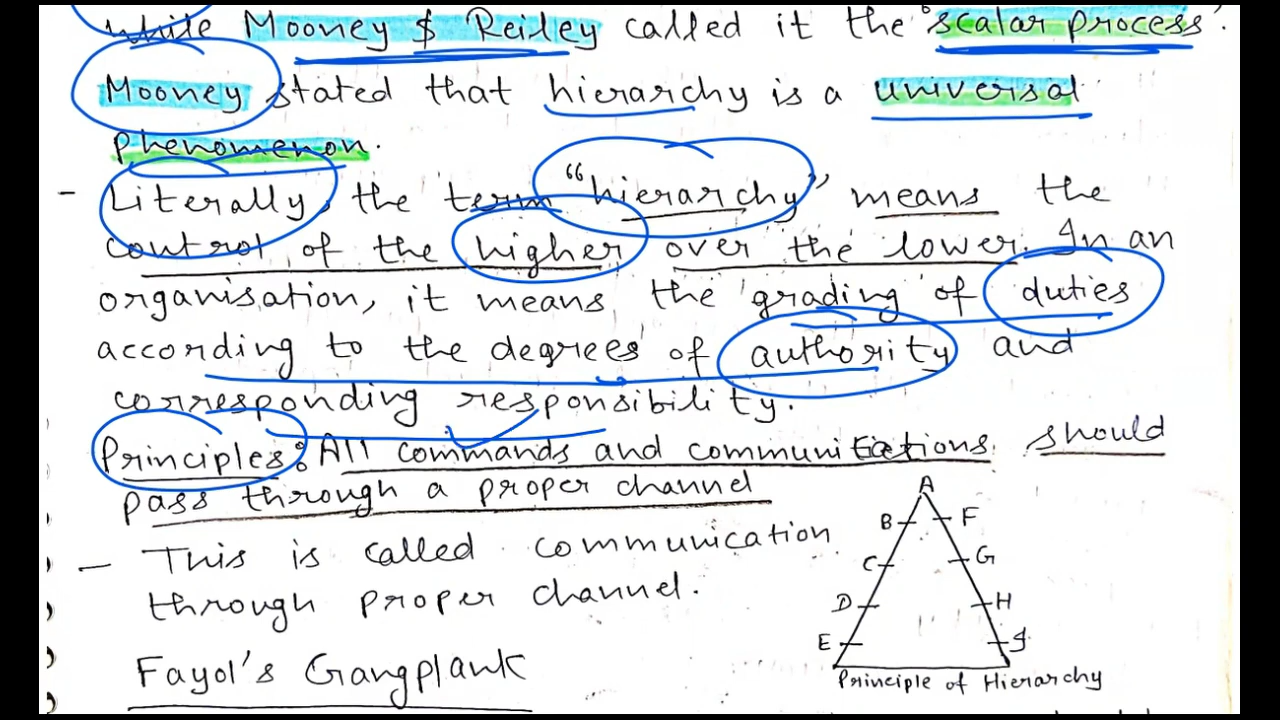 while Mooney $ Reiley called it the 'scalar process'.
Mooney stated that hierarchy is a universal
phenomenon.
- Literally, the term "hierarchy" means the
control of the higher over the lower. In an
organisation, it means the 'grading of duties
according to the degrees of authority and
corresponding responsibility.
Principles: All commands and communications should
pass through a proper channel
- This is called communication
through proper channel.
Fayol's Gangplank
A
B F
C G
D H
E I
Principle of Hierarchy